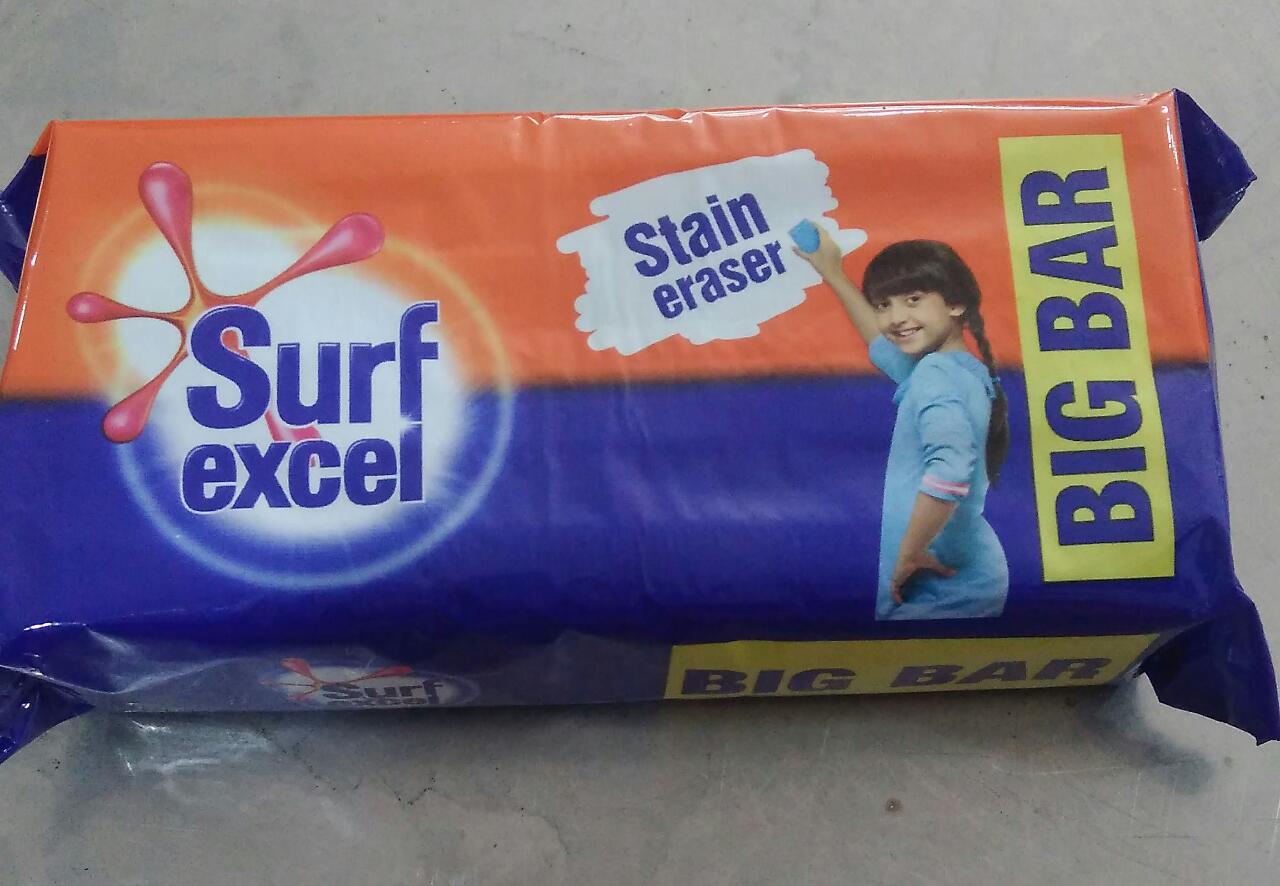 Surf
excel
Stain
eraser
BIG BAR
Surf
excel
BIG BAR